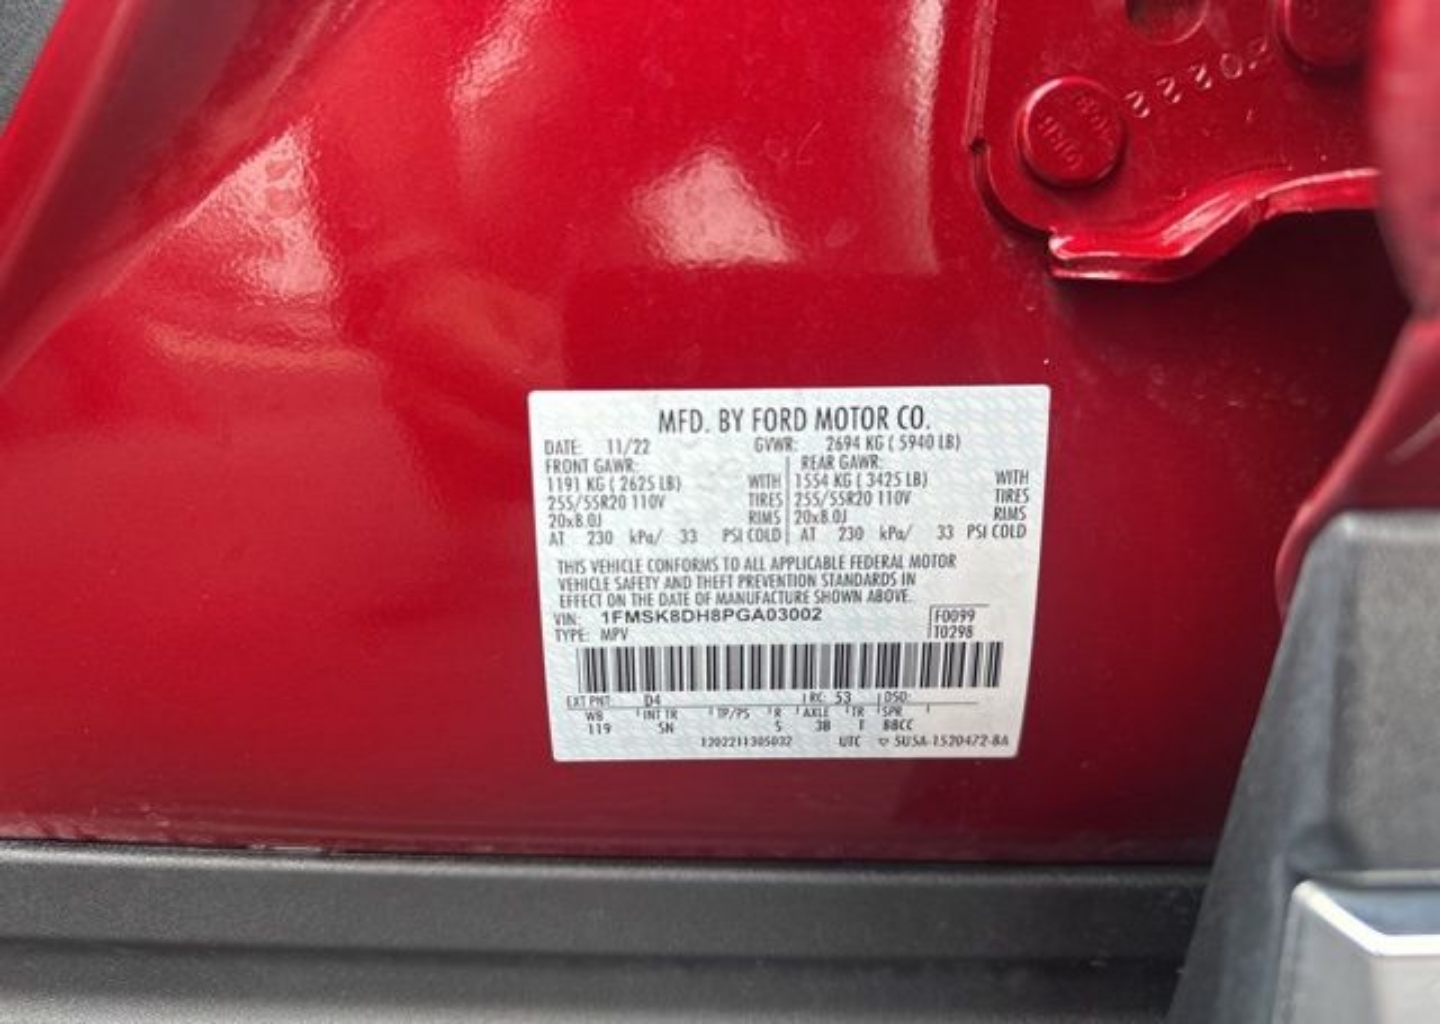 0222
MFD. BY FORD MOTOR CO.
DATE: 11/22 GVWR: 2694 KG ( 5940 LB)
FRONT GAWR: REAR GAWR:
1191 KG ( 2625 LB) WITH 1554 KG ( 3425 LB) WITH
255/55R20 110V TIRES 255/55R20 110V TIRES
20x8.0J RIMS 20x8.0J RIMS
AT 230 kPa/ 33 PSI COLD AT 230 kPa/ 33 PSI COLD
THIS VEHICLE CONFORMS TO ALL APPLICABLE FEDERAL MOTOR
VEHICLE SAFETY AND THEFT PREVENTION STANDARDS IN
EFFECT ON THE DATE OF MANUFACTURE SHOWN ABOVE.
VIN: 1FMSK8DH8PGA03002 F0099
TYPE: MPV T0298
EXT PNT: D4 RC: 53 DSO:
WB INT TR TP/PS R AXLE TR SPR
119 SN 5 3B T BBCC
1202211305032 UTC SU5A-1520472-BA